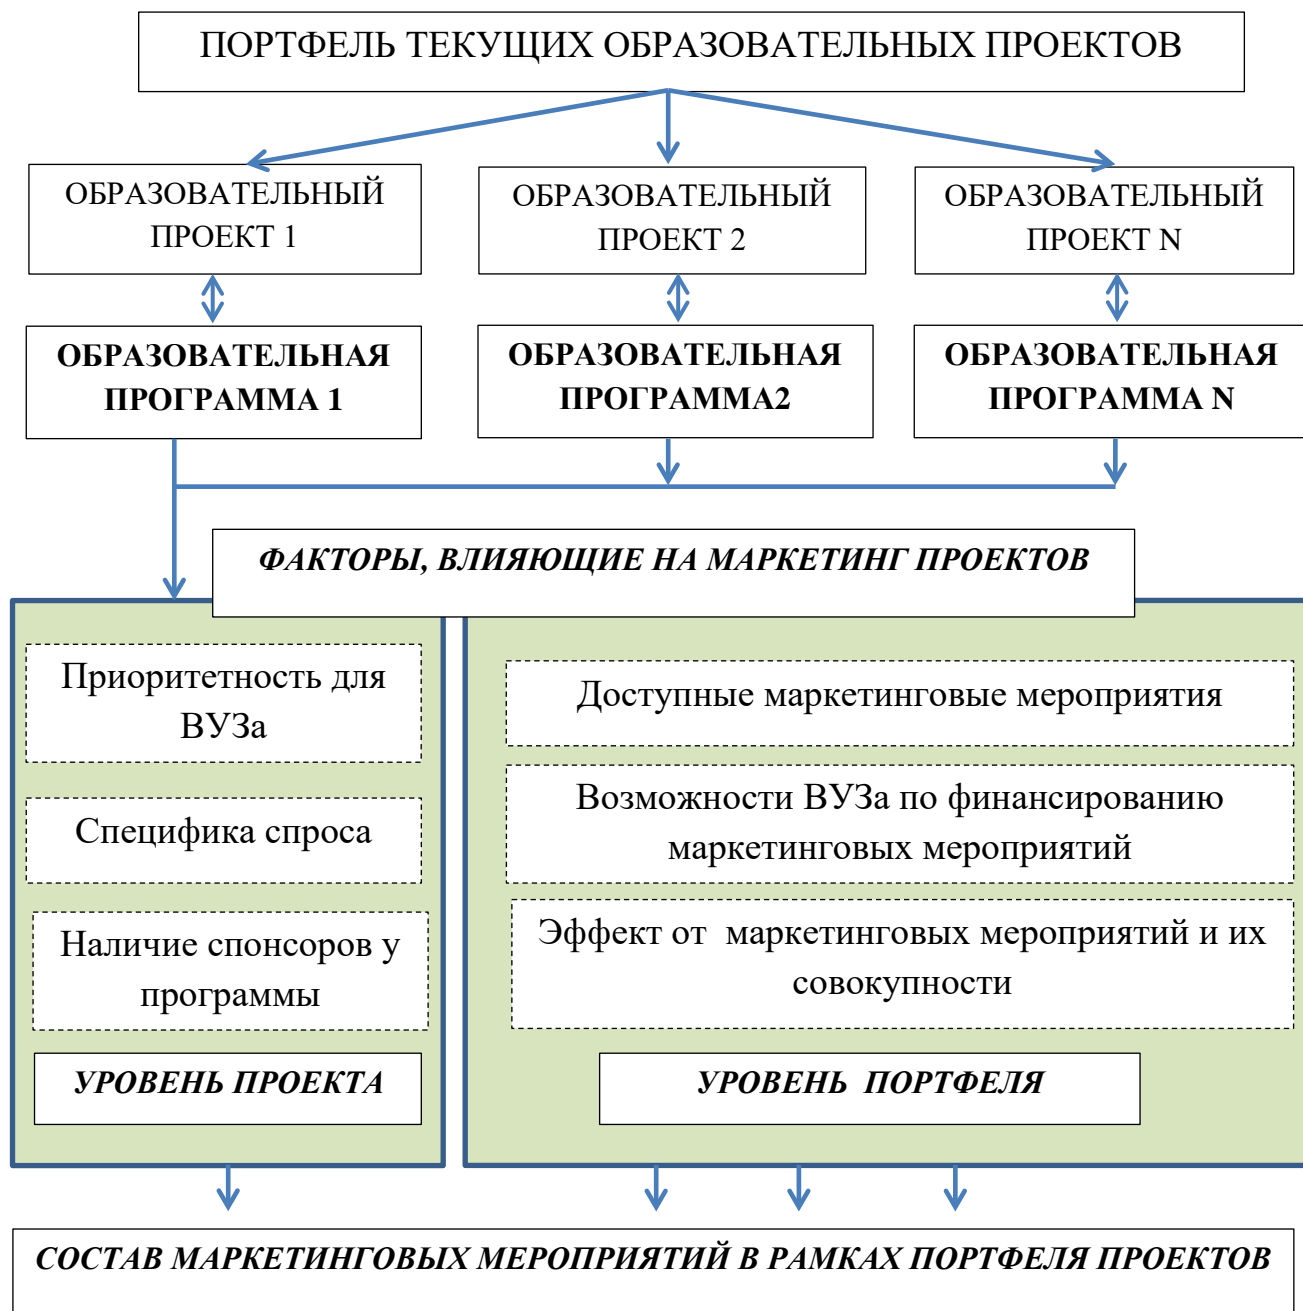 ПОРТФЕЛЬ ТЕКУЩИХ ОБРАЗОВАТЕЛЬНЫХ ПРОЕКТОВ
ОБРАЗОВАТЕЛЬНЫЙ
ПРОЕКТ 1
ОБРАЗОВАТЕЛЬНЫЙ
ПРОЕКТ 2
ОБРАЗОВАТЕЛЬНЫЙ
ПРОЕКТ N
ОБРАЗОВАТЕЛЬНАЯ
ПРОГРАММА 1
ОБРАЗОВАТЕЛЬНАЯ
ПРОГРАММА2
ОБРАЗОВАТЕЛЬНАЯ
ПРОГРАММА N
ФАКТОРЫ, ВЛИЯЮЩИЕ НА МАРКЕТИНГ ПРОЕКТОВ
Приоритетность для
ВУЗа
Специфика спроса
Наличие спонсоров у
программы
УРОВЕНЬ ПРОЕКТА
Доступные маркетинговые мероприятия
Возможности ВУЗа по финансированию
маркетинговых мероприятий
Эффект от  маркетинговых мероприятий и их
совокупности
УРОВЕНЬ  ПОРТФЕЛЯ
СОСТАВ МАРКЕТИНГОВЫХ МЕРОПРИЯТИЙ В РАМКАХ ПОРТФЕЛЯ ПРОЕКТОВ